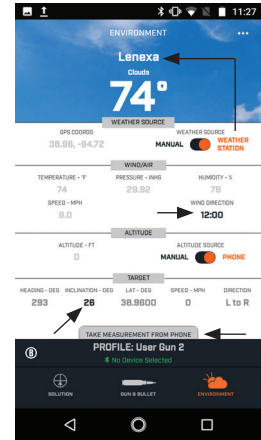 11:27
ENVIRONMENT
Lenexa
Clouds
74°
WEATHER SOURCE
GPS COORDS WEATHER SOURCE
38.96, -94.72 MANUAL WEATHER STATION
WIND/AIR
TEMPERATURE - °F PRESSURE - INHG HUMIDITY - %
74 29.92 78
SPEED - MPH WIND DIRECTION
9.0 12:00
ALTITUDE
ALTITUDE - FT ALTITUDE SOURCE
0 MANUAL PHONE
TARGET
HEADING - DEG INCLINATION - DEG LAT - DEG SPEED - MPH DIRECTION
293 26 38.9600 0 L to R
TAKE MEASUREMENT FROM PHONE
PROFILE: User Gun 2
No Device Selected
SOLUTION GUN & BULLET ENVIRONMENT